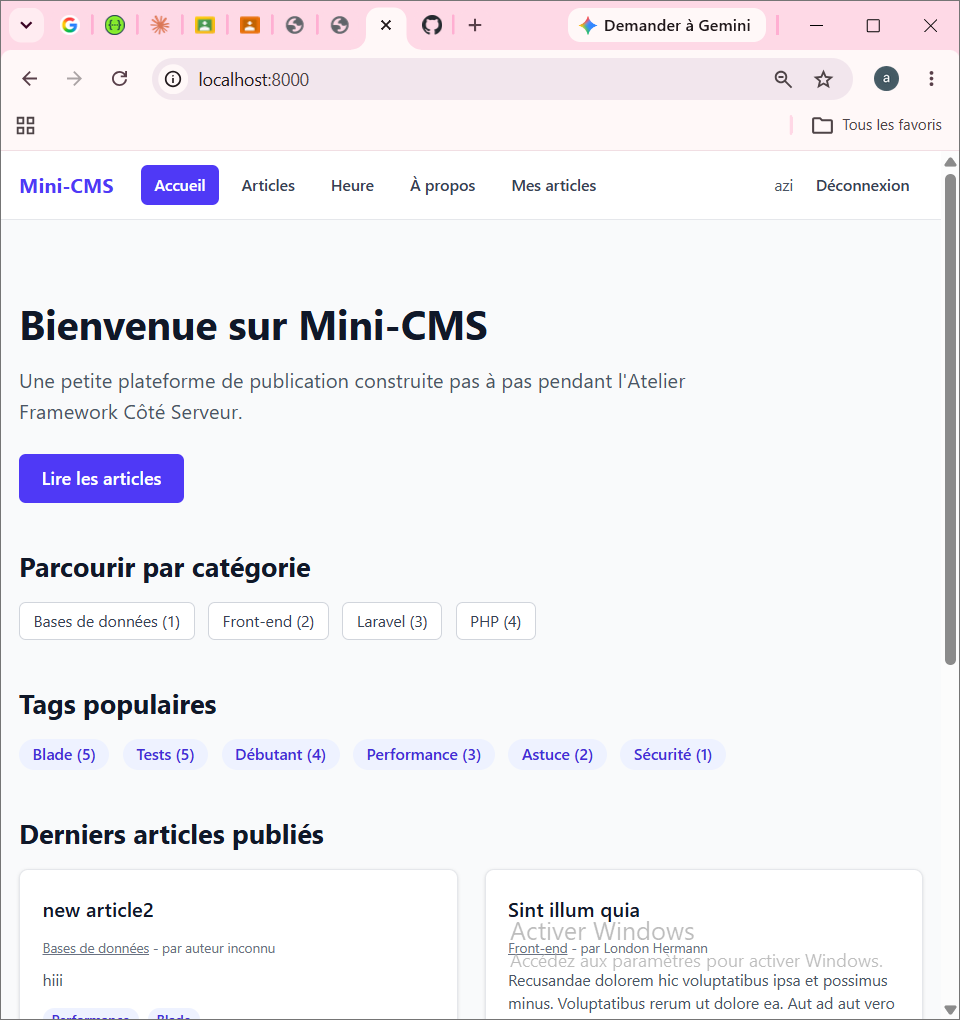 Demander à Gemini
localhost:8000
a
Tous les favoris
Mini-CMS Accueil Articles Heure À propos Mes articles azi Déconnexion
Bienvenue sur Mini-CMS
Une petite plateforme de publication construite pas à pas pendant l'Atelier
Framework Côté Serveur.
Lire les articles
Parcourir par catégorie
Bases de données (1) Front-end (2) Laravel (3) PHP (4)
Tags populaires
Blade (5) Tests (5) Débutant (4) Performance (3) Astuce (2) Sécurité (1)
Derniers articles publiés
new article2
Bases de données - par auteur inconnu
hiii
Performance Blade
Sint illum quia
Front-end - par London Hermann
Recusandae dolorem hic voluptatibus ipsa et possimus
minus. Voluptatibus rerum ut dolore ea. Aut ad aut vero
Activer Windows
Accédez aux paramètres pour activer Windows.